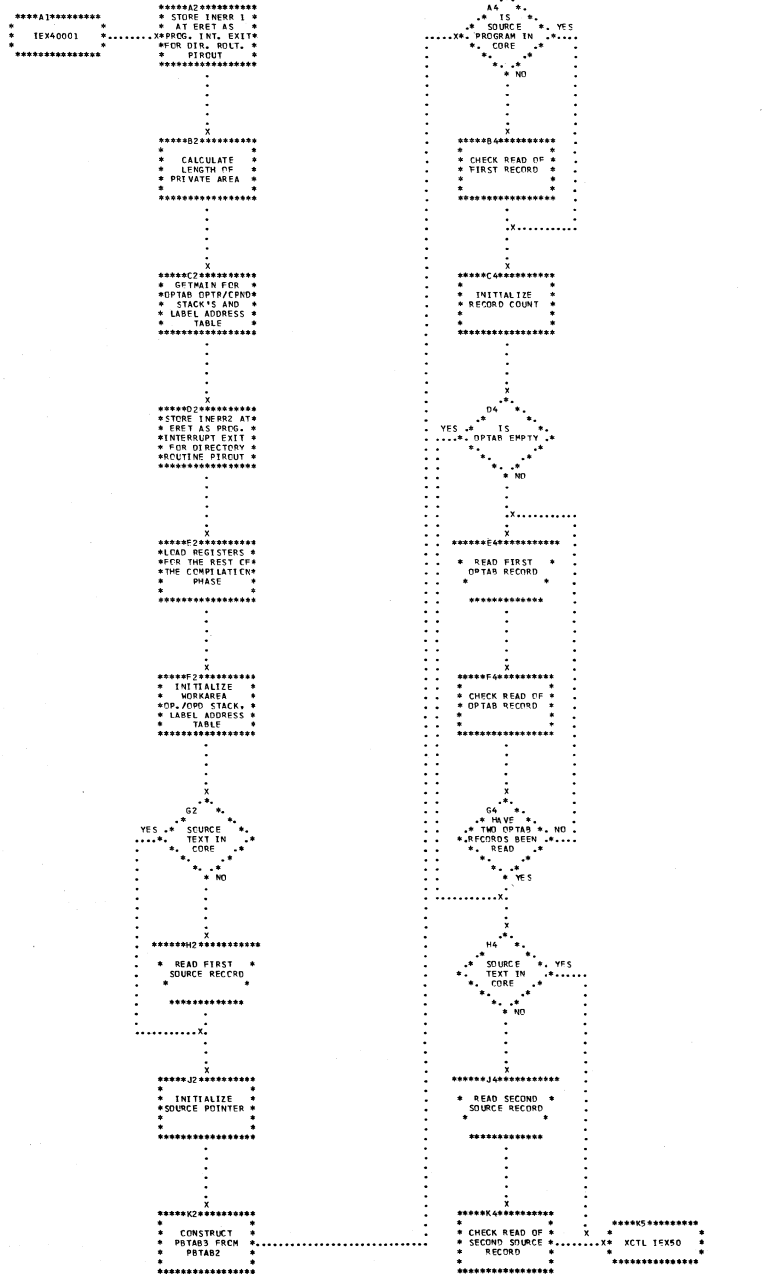 A1
IEX40001
A2
STORE INERR 1
AT ERET AS
PROG. INT. EXIT
FOR DIR. ROUT.
PIROUT
B2
CALCULATE
LENGTH OF
PRIVATE AREA
C2
GETMAIN FOR
OPTAB OPTR/OPND
STACK'S AND
LABEL ADDRESS
TABLE
D2
STORE INERR2 AT
ERET AS PROG.
INTERRUPT EXIT
FOR DIRECTORY
ROUTINE PIROUT
E2
LOAD REGISTERS
FOR THE REST OF
THE COMPILATION
PHASE
F2
INITIALIZE
WORKAREA
OP./OPD STACK,
LABEL ADDRESS
TABLE
G2
YES
SOURCE
TEXT IN
CORE
NO
H2
READ FIRST
SOURCE RECORD
J2
INITIALIZE
SOURCE POINTER
K2
CONSTRUCT
PBTAB3 FROM
PBTAB2
A4
IS
SOURCE
PROGRAM IN
CORE
YES
NO
B4
CHECK READ OF
FIRST RECORD
C4
INITIALIZE
RECORD COUNT
D4
YES
IS
OPTAB EMPTY
NO
E4
READ FIRST
OPTAB RECORD
F4
CHECK READ OF
OPTAB RECORD
G4
HAVE
TWO OPTAB
RECORDS BEEN
READ
NO
YES
H4
SOURCE
TEXT IN
CORE
YES
NO
J4
READ SECOND
SOURCE RECORD
K4
CHECK READ OF
SECOND SOURCE
RECORD
K5
XCTL IEX50